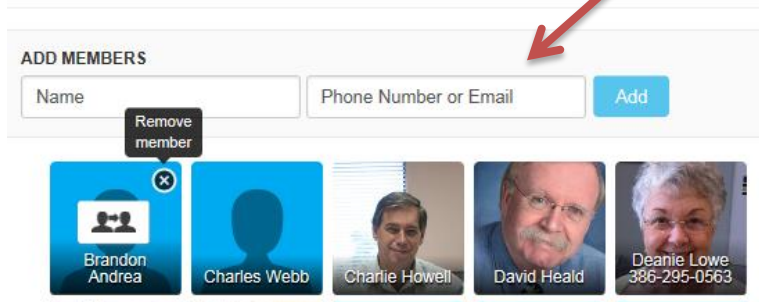 ADD MEMBERS
Name
Phone Number or Email
Add
Remove
member
Brandon
Andrea
Charles Webb
Charlie Howell
David Heald
Deanie Lowe
386-295-0563